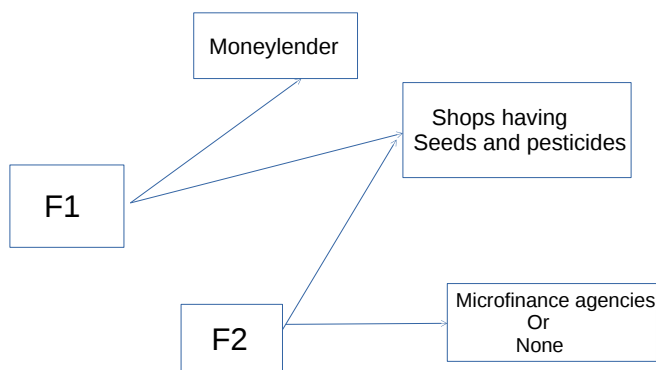 Moneylender
Shops having
Seeds and pesticides
F1
Microfinance agencies
Or
None
F2